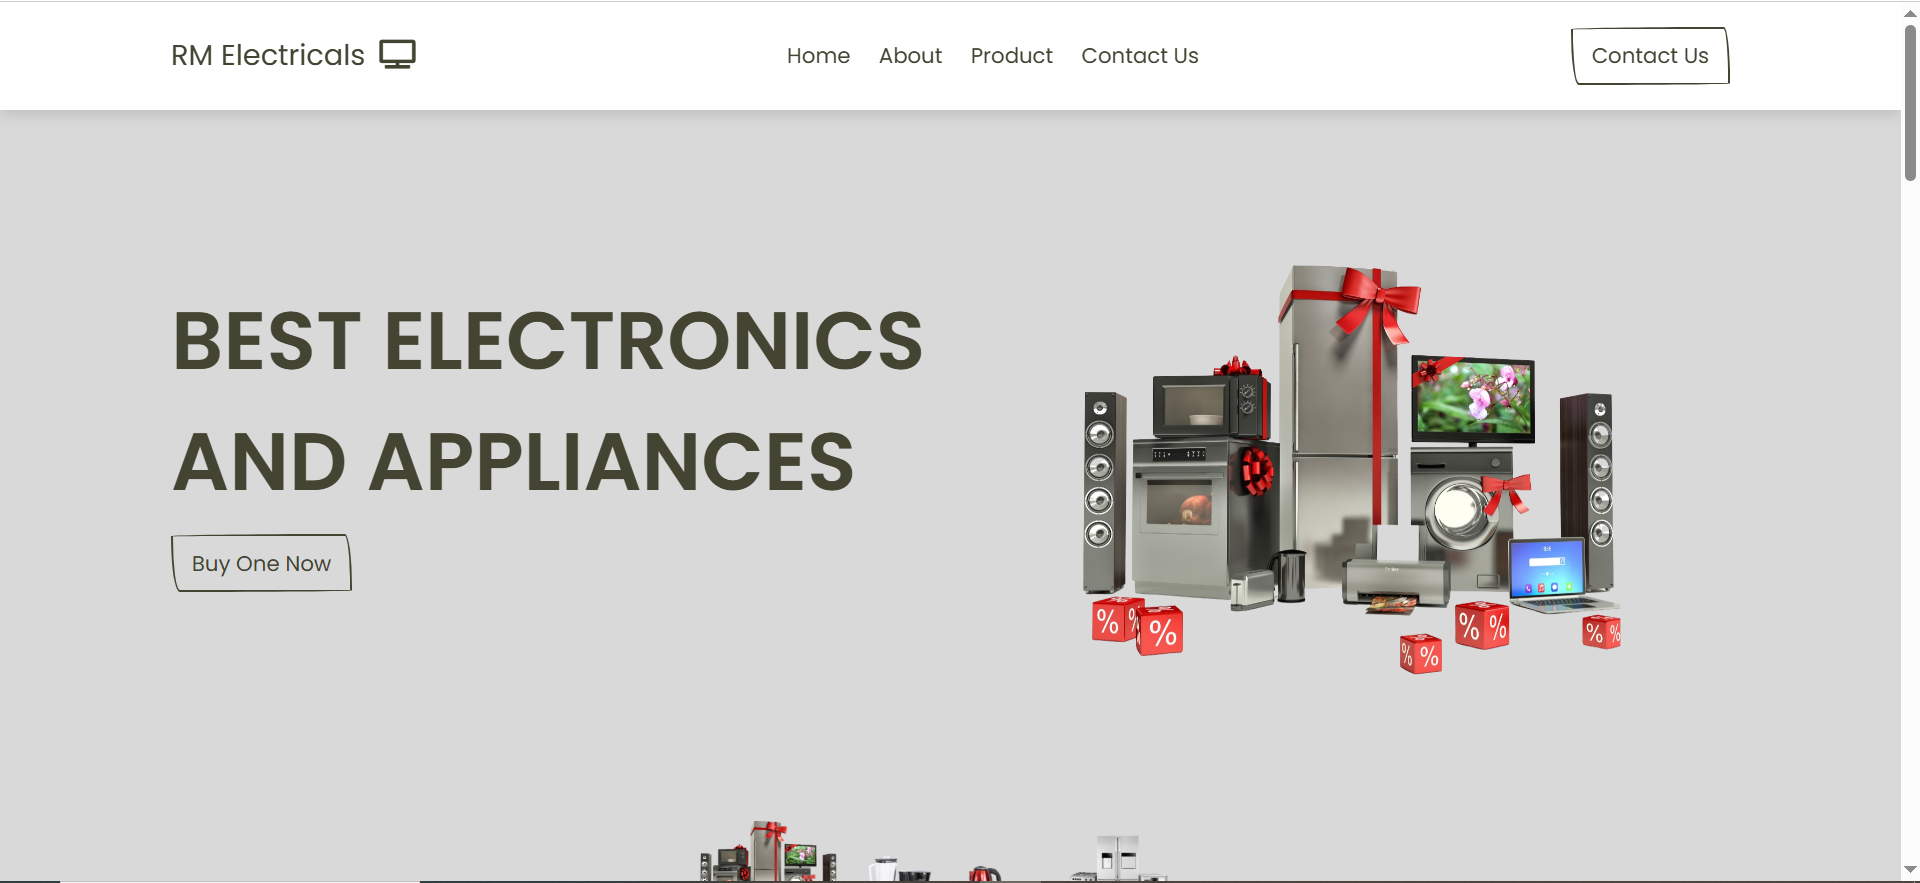 RM Electricals
Home About Product Contact Us
Contact Us
BEST ELECTRONICS
AND APPLIANCES
Buy One Now
% %
%
% %
% %
% %